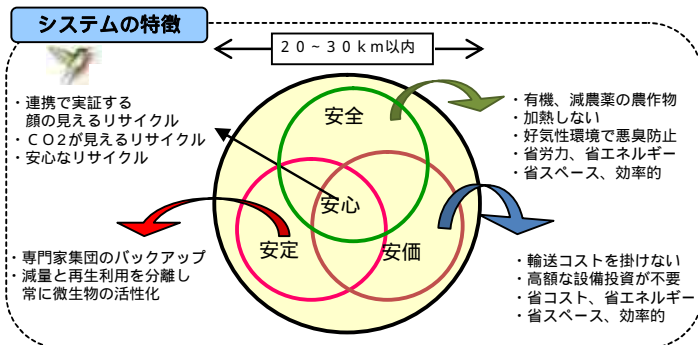 システムの特徴
20~30km以内
・連携で実証する
顔の見えるリサイクル
・CO2が見えるリサイクル
・安心なリサイクル
安全
安心
安定
安価
・有機、減農薬の農作物
・加熱しない
・好気性環境で悪臭防止
・省労力、省エネルギー
・省スペース、効率的
・専門家集団のバックアップ
・減量と再生利用を分離し
常に微生物の活性化
・輸送コストを掛けない
・高額な設備投資が不要
・省コスト、省エネルギー
・省スペース、効率的